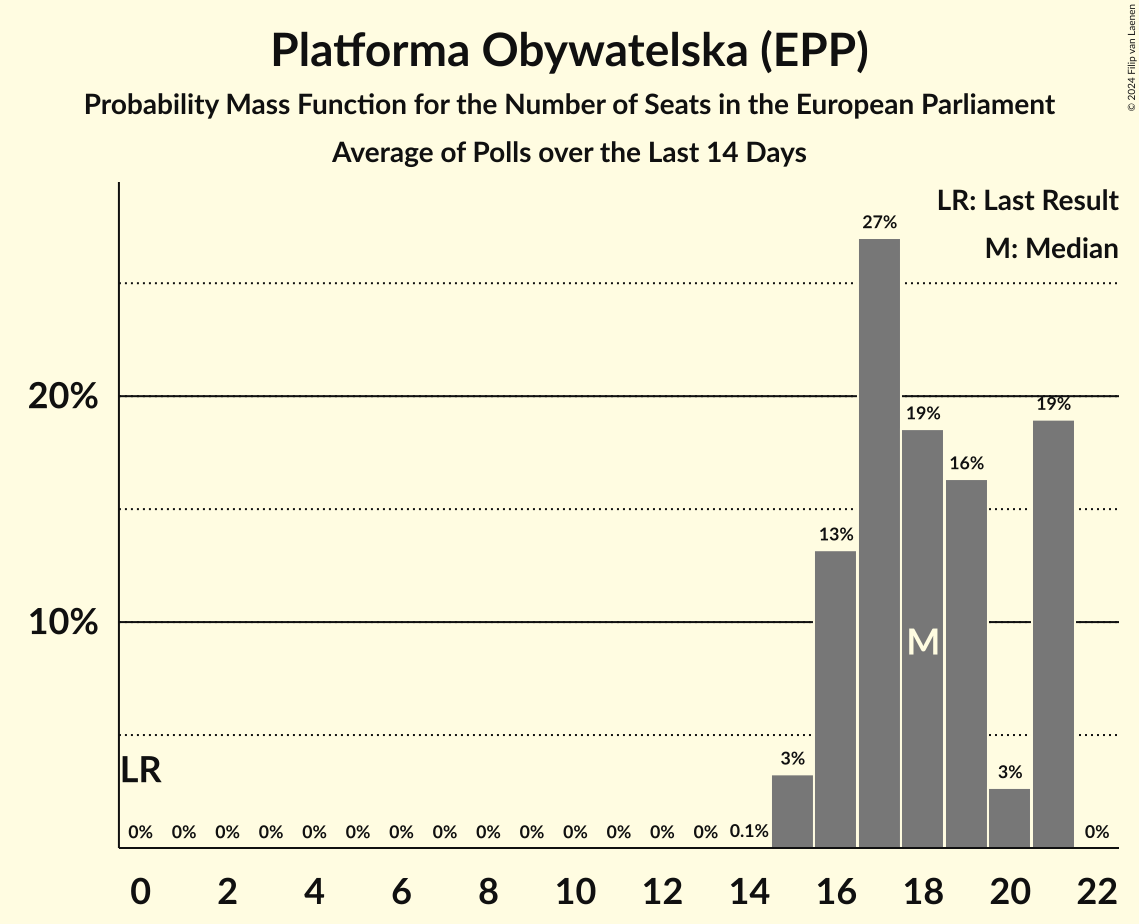 Platforma Obywatelska (EPP)
Probability Mass Function for the Number of Seats in the European Parliament
Average of Polls over the Last 14 Days
© 2024 Filip van Laenen
LR: Last Result
M: Median
27%
20%
19%
19%
16%
13%
10%
M
LR
3%
3%
0% 0% 0% 0% 0% 0% 0% 0% 0% 0% 0% 0% 0% 0% 0.1% 0%
0 2 4 6 8 10 12 14 16 18 20 22